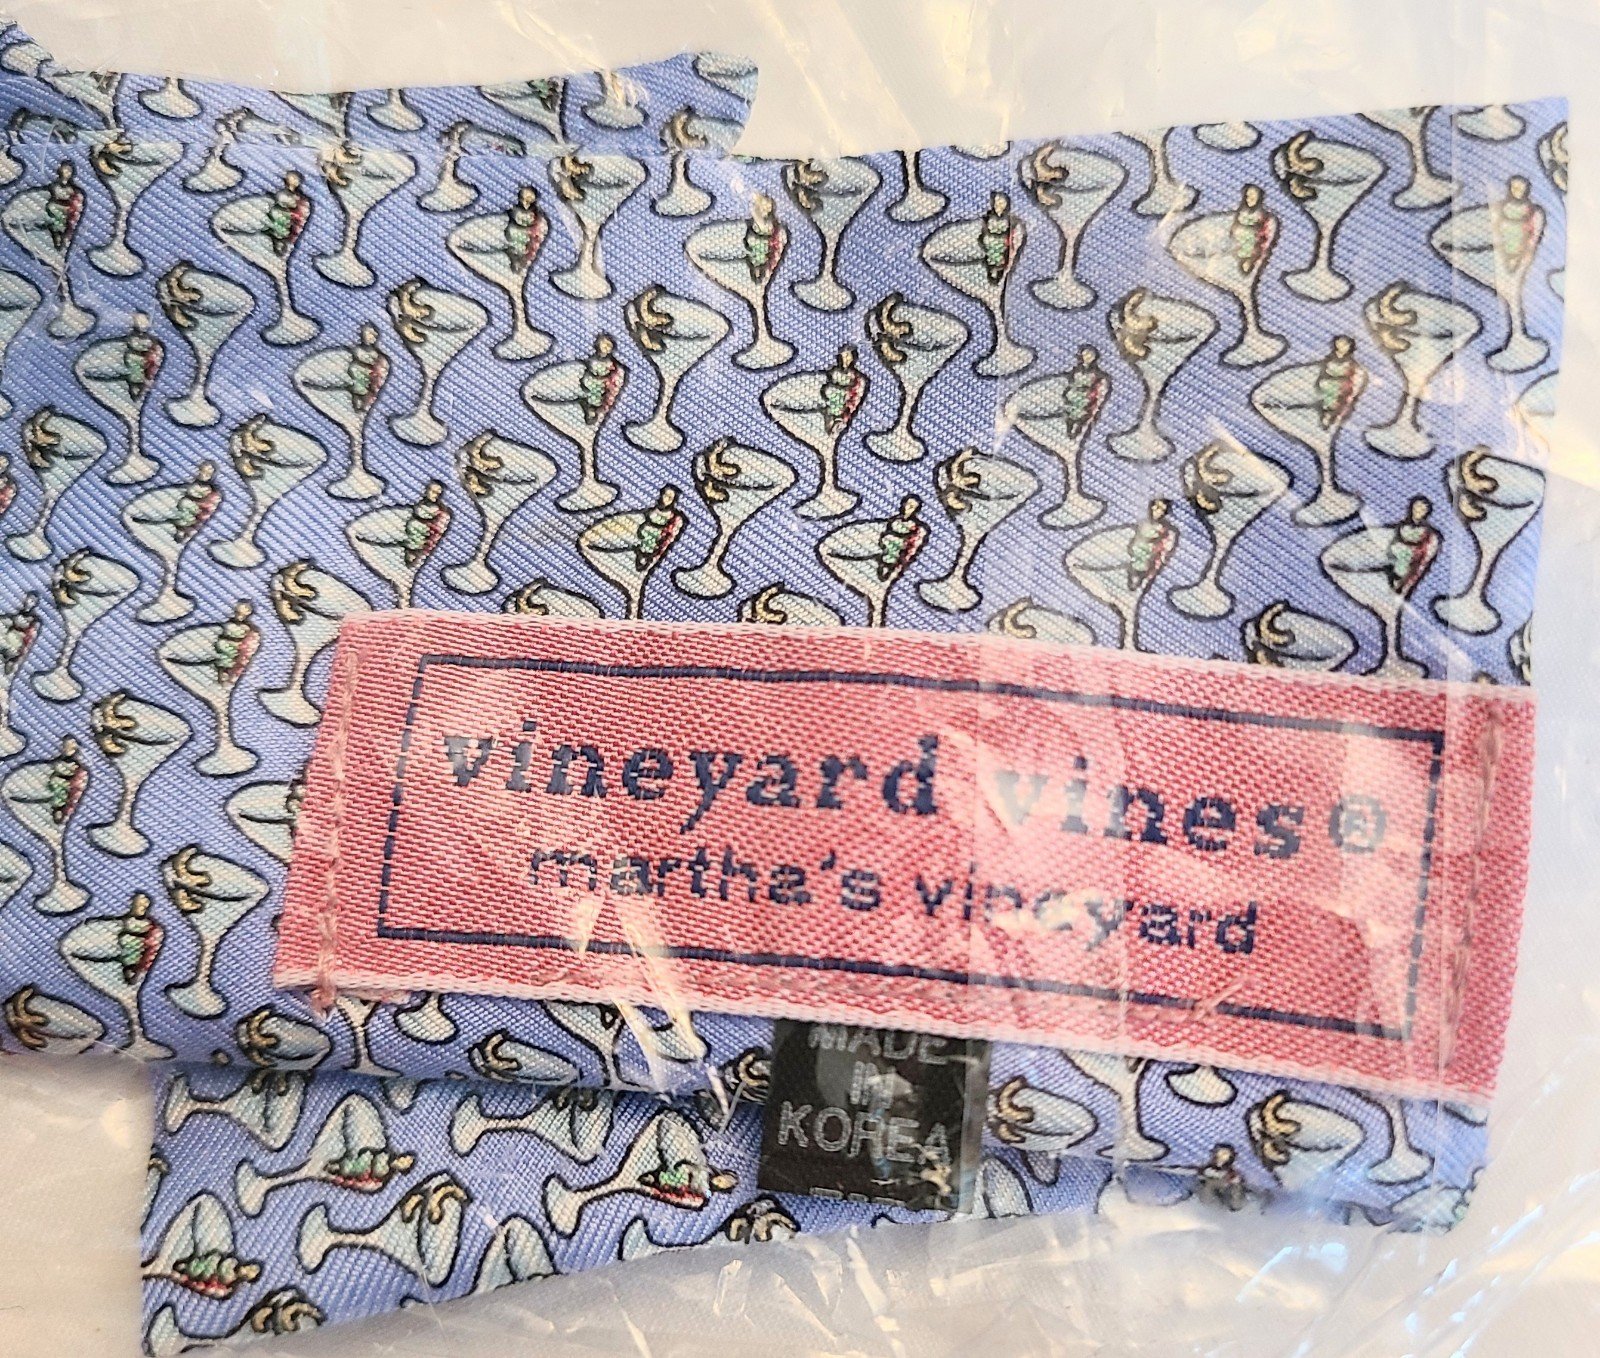 vineyard vines®
martha's vineyard
MADE
IN
KOREA